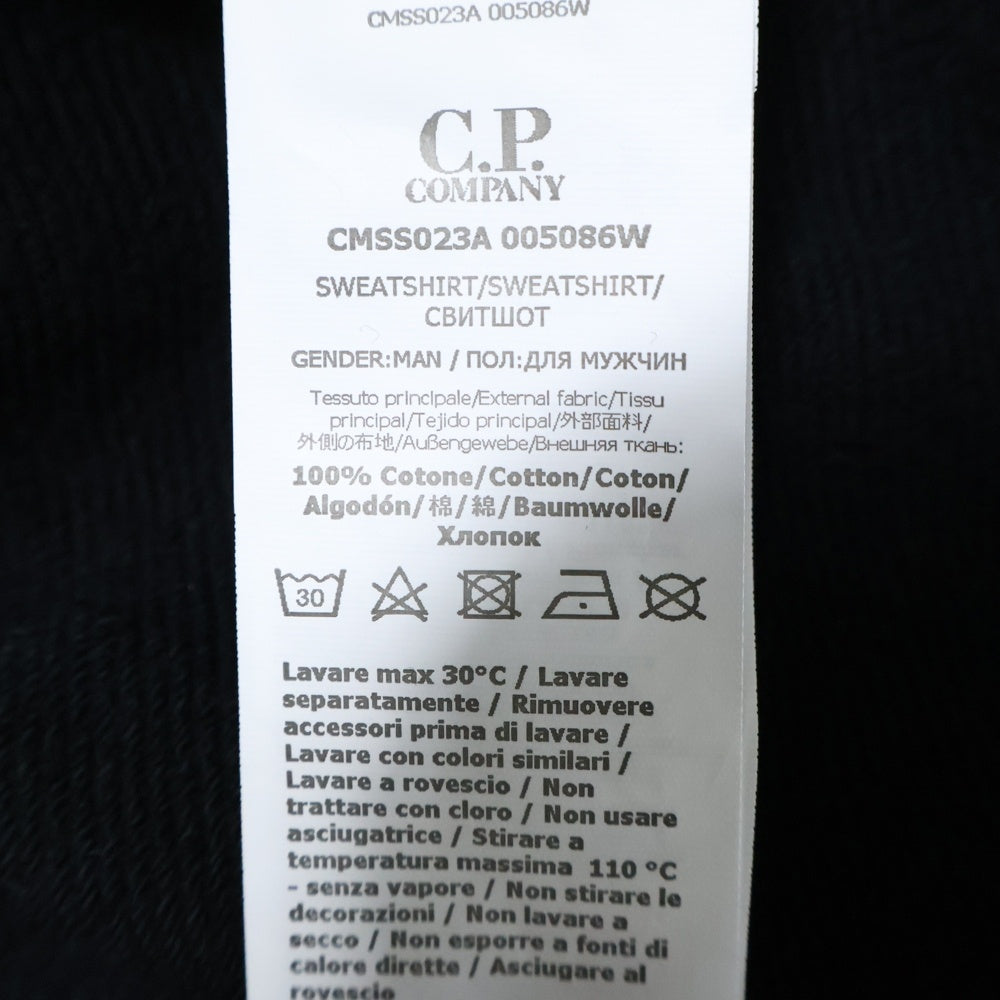 CMSS023A 005086W
C.P.
COMPANY
CMSS023A 005086W
SWEATSHIRT/SWEATSHIRT/
СВИТШОТ
GENDER:MAN / ПОЛ:ДЛЯ МУЖЧИН
Tessuto principale/External fabric/Tissu
principal/Tejido principal/外部面料/
外側の布地/Außengewebe/Внешняя ткань:
100% Cotone/Cotton/Coton/
Algodón/棉/綿/Baumwolle/
Хлопок
30
Lavare max 30°C / Lavare
separatamente / Rimuovere
accessori prima di lavare /
Lavare con colori similari /
Lavare a rovescio / Non
trattare con cloro / Non usare
asciugatrice / Stirare a
temperatura massima 110 °C
- senza vapore / Non stirare le
decorazioni / Non lavare a
secco / Non esporre a fonti di
calore dirette / Asciugare al
rovescio